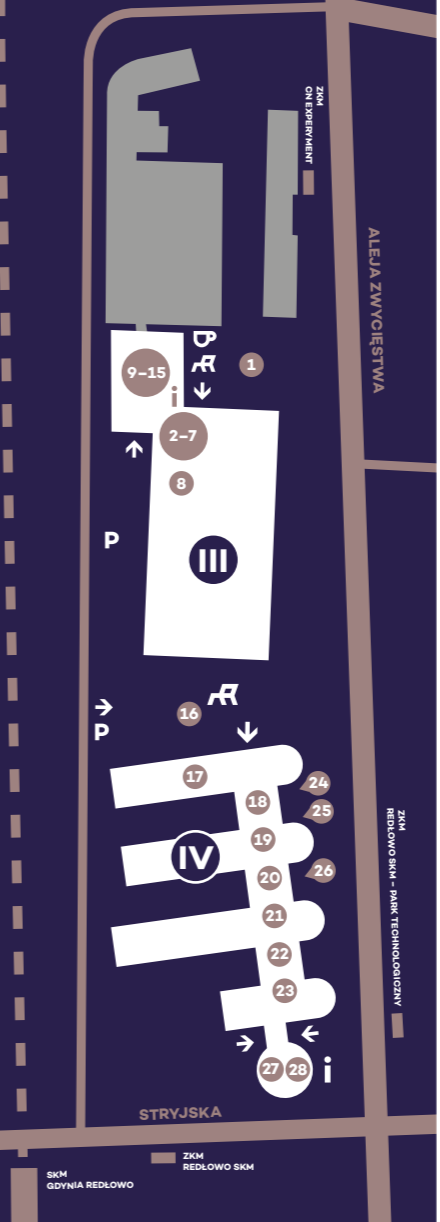 ZKM
CN EXPERYMENT
ALEJA ZWYCIĘSTWA
1
9–15
i
2–7
8
P
III
16
P
17
24
18
25
19
IV
20
26
21
22
23
27
28
i
ZKM
REDŁOWO SKM – PARK TECHNOLOGICZNY
STRYJSKA
ZKM
REDŁOWO SKM
SKM
GDYNIA REDŁOWO